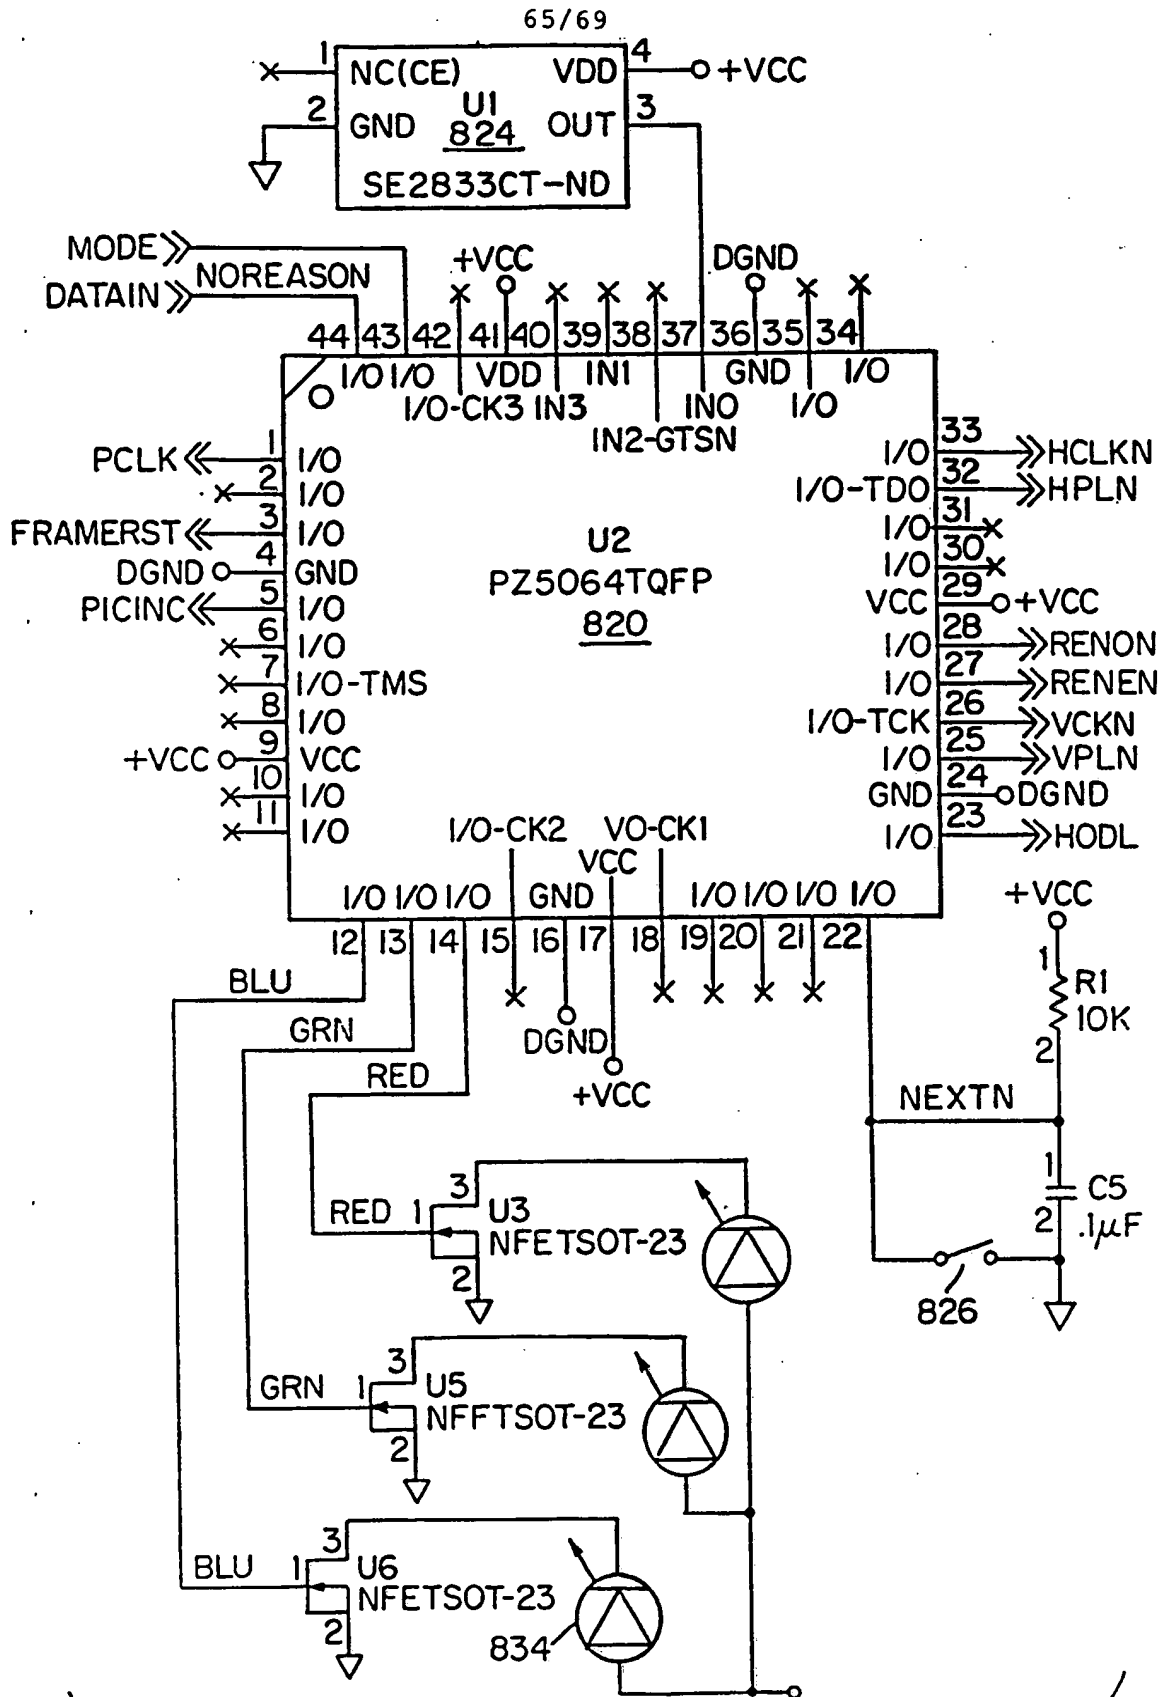 65/69
1 NC(CE) VDD 4 +VCC
2 GND U1 OUT 3
824
SE2833CT-ND
MODE
DATAIN NOREASON
+VCC DGND
44 43 42 41 40 39 38 37 36 35 34
I/O I/O VDD IN1 GND I/O
I/O-CK3 IN3 IN0 I/O
IN2-GTSN
PCLK 1 I/O
2 I/O
FRAMERST 3 I/O
DGND 4 GND
PICINC 5 I/O
6 I/O
7 I/O-TMS
8 I/O
+VCC 9 VCC
10 I/O
11 I/O
U2
PZ5064TQFP
820
I/O 33 HCLKN
I/O-TDO 32 HPLN
I/O 31
I/O 30
VCC 29 +VCC
I/O 28 RENON
I/O 27 RENEN
I/O-TCK 26 VCKN
I/O 25 VPLN
GND 24 DGND
I/O 23 HODL
I/O-CK2 VO-CK1
VCC
I/O I/O I/O GND I/O I/O I/O I/O
12 13 14 15 16 17 18 19 20 21 22
BLU
GRN
RED
DGND
+VCC
+VCC
1
R1
10K
2
NEXTN
1
C5
2
.1µF
826
RED 1 3 U3
NFETSOT-23
2
GRN 1 3 U5
NFFTSOT-23
2
BLU 1 3 U6
NFETSOT-23
2
834